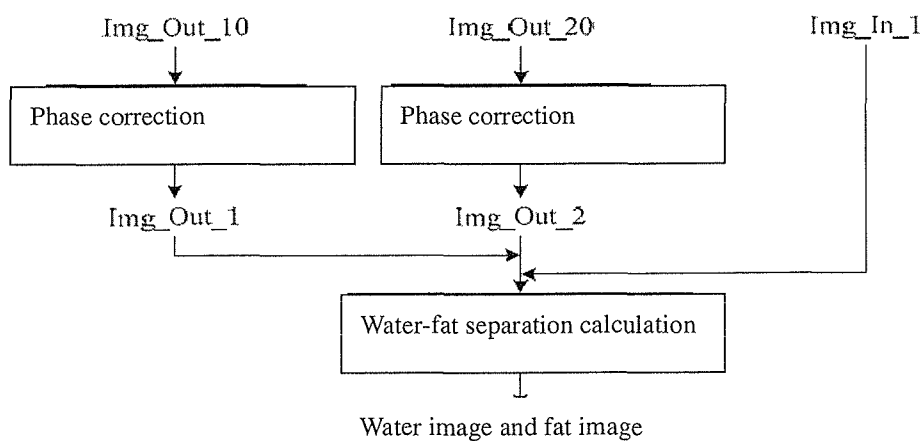 Img_Out_10
Img_Out_20
Img_In_1
Phase correction
Phase correction
Img_Out_1
Img_Out_2
Water-fat separation calculation
Water image and fat image